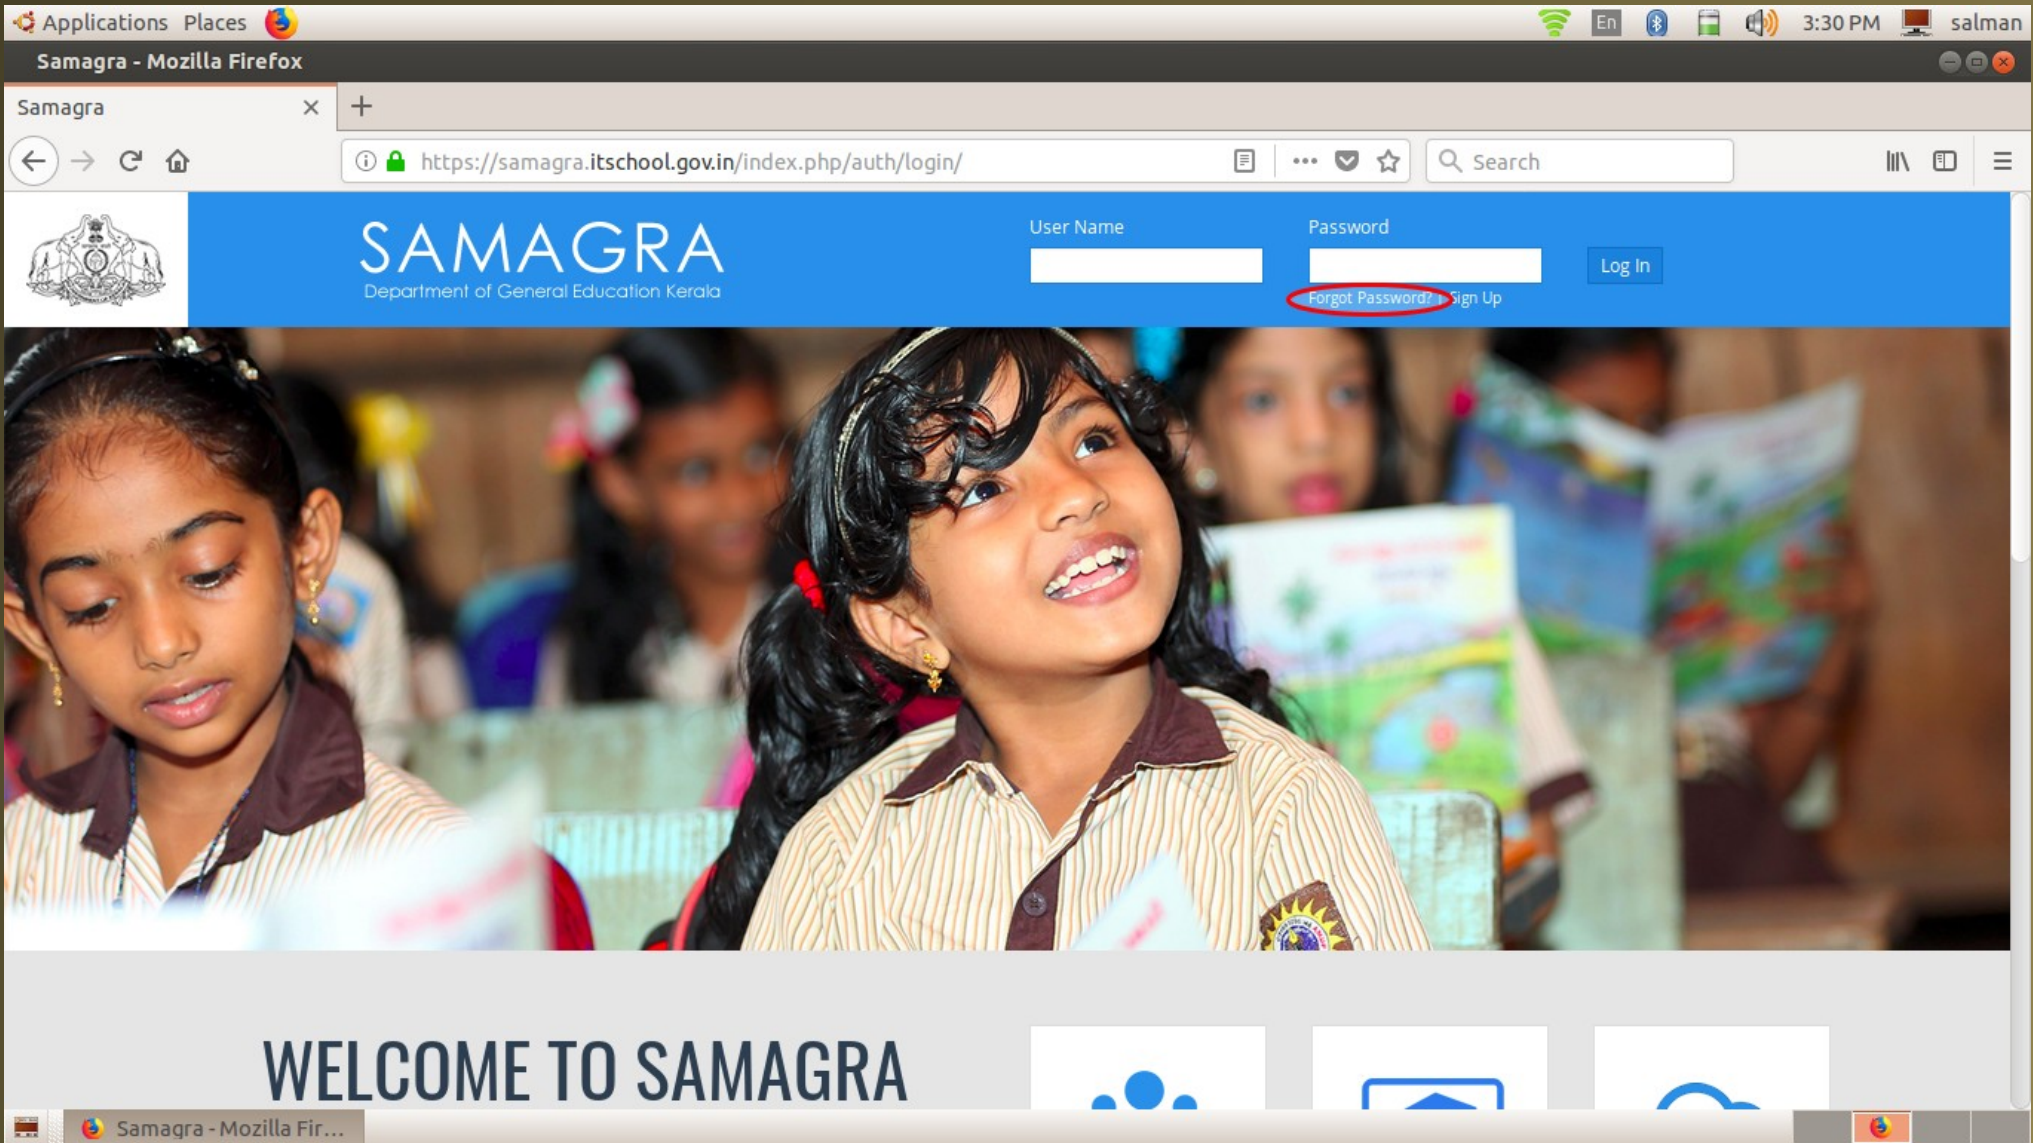 Applications Places
En
3:30 PM
salman
Samagra - Mozilla Firefox
Samagra
https://samagra.itschool.gov.in/index.php/auth/login/
Search
SAMAGRA
Department of General Education Kerala
User Name
Password
Log In
Forgot Password? | Sign Up
WELCOME TO SAMAGRA
Samagra - Mozilla Fir...